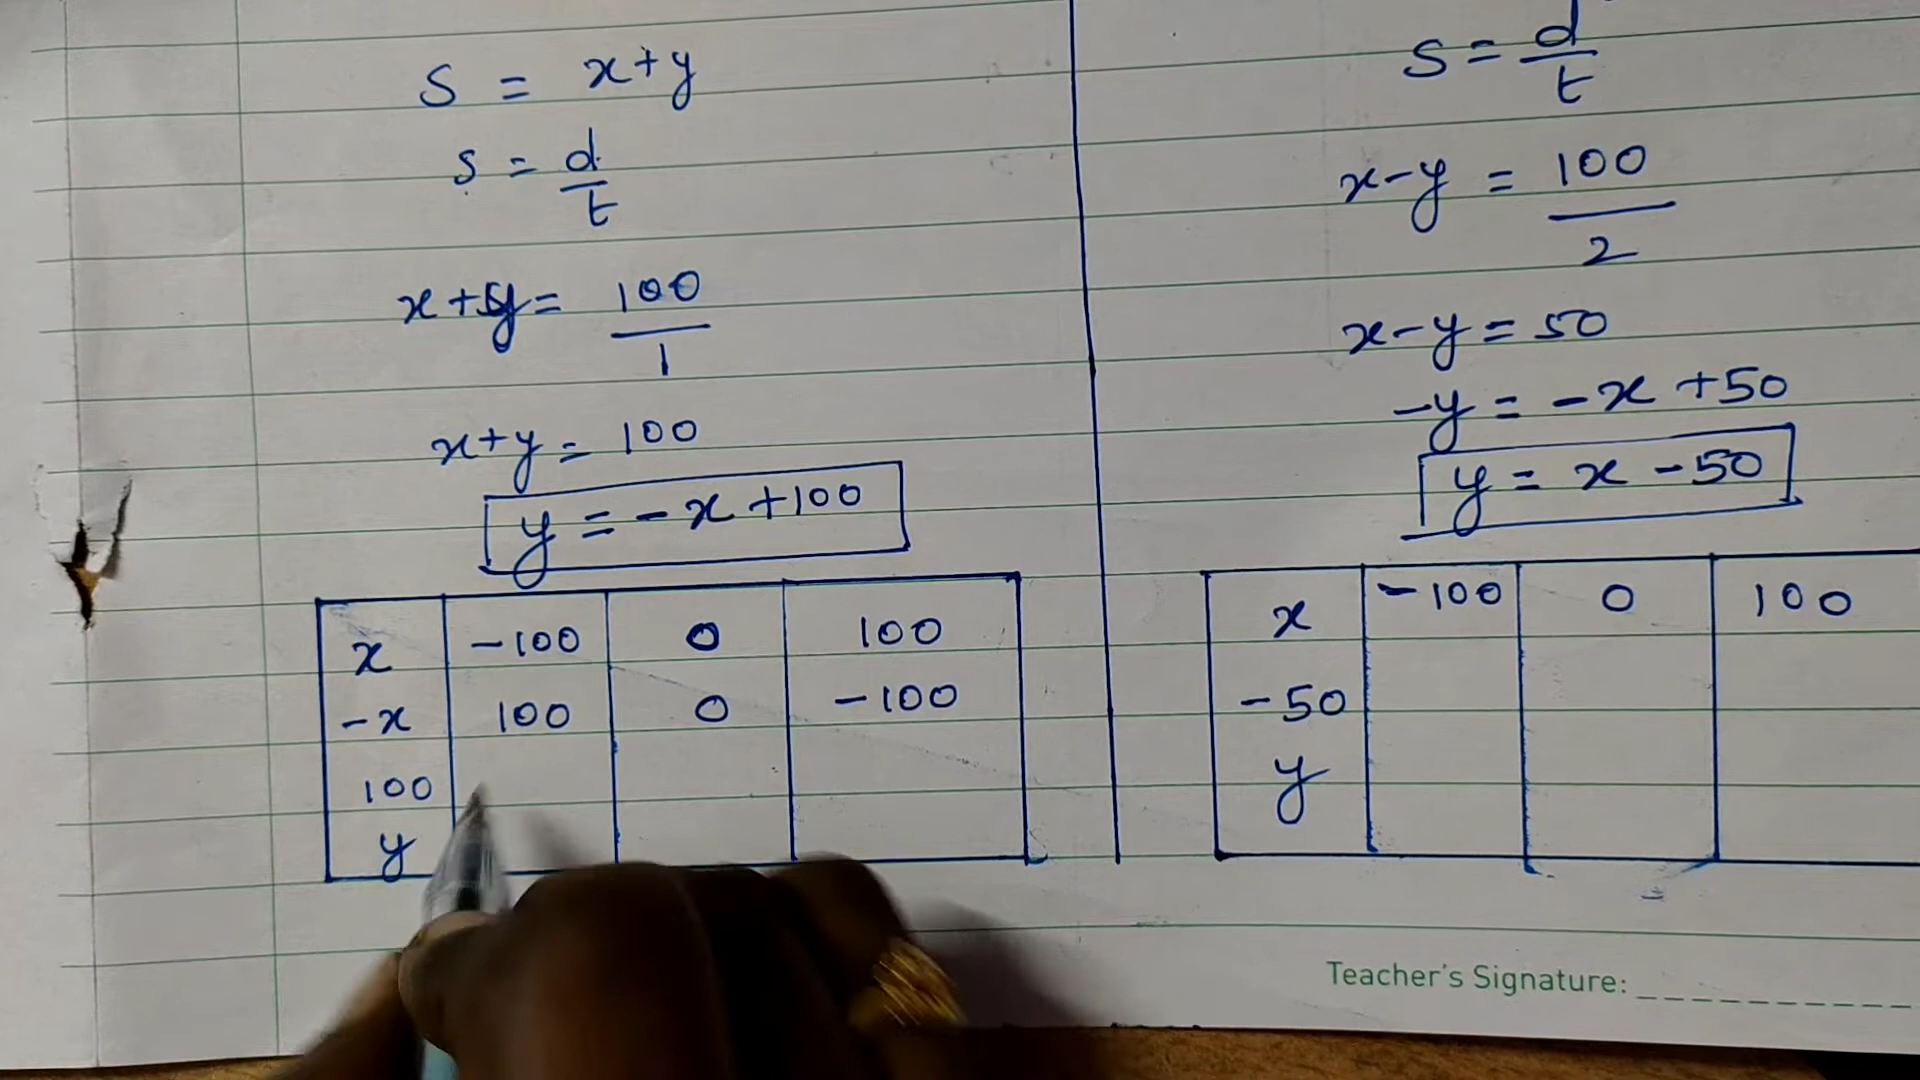 S = x+y
s = d/t
x+y = 100/1
x+y = 100
y = -x+100
x -100 0 100
-x 100 0 -100
100
y
S = d/t
x-y = 100/2
x-y = 50
-y = -x +50
y = x -50
x -100 0 100
-50
y
Teacher's Signature: __________